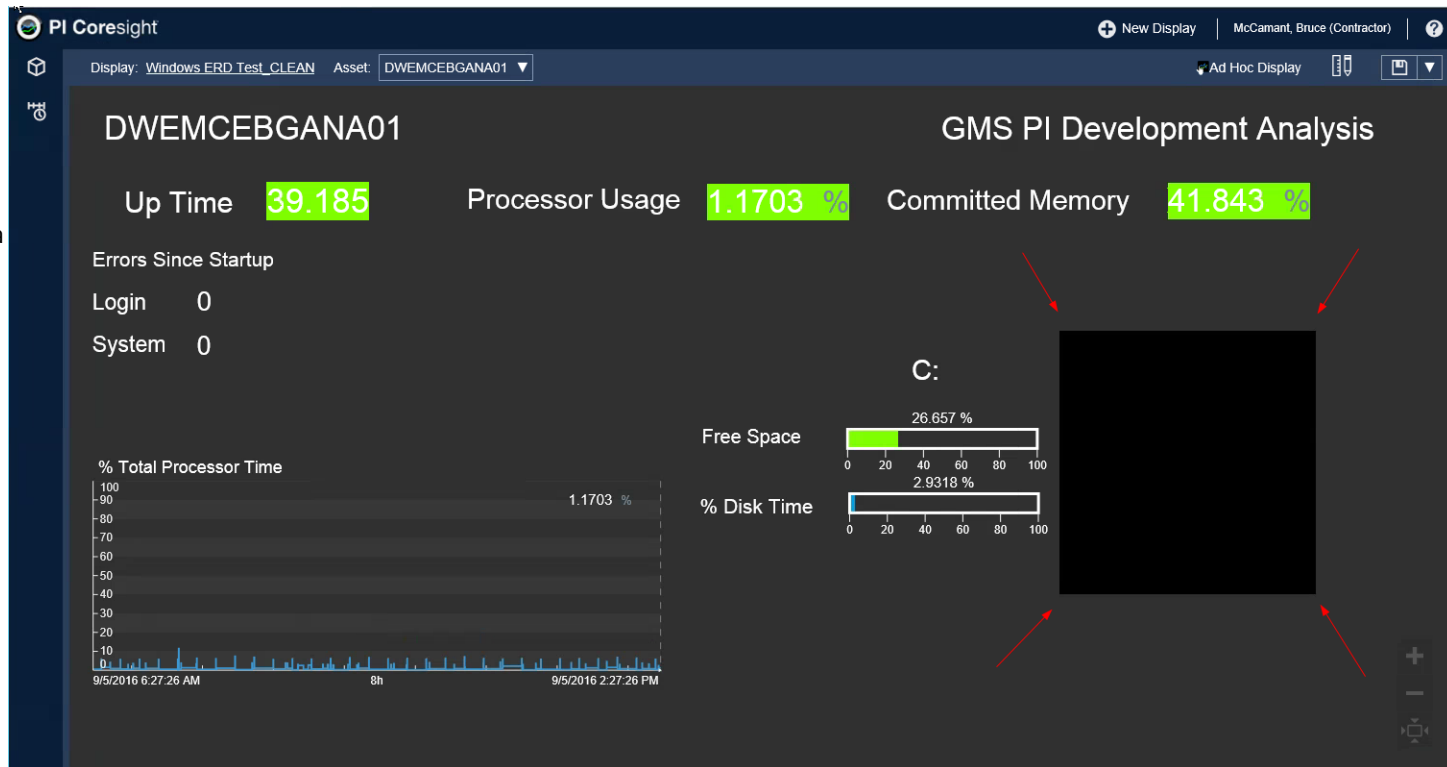 PI Coresight
New Display
McCamant, Bruce (Contractor)
?
Display: Windows ERD Test_CLEAN Asset: DWEMCEBGANA01
Ad Hoc Display
DWEMCEBGANA01
GMS PI Development Analysis
Up Time 39.185
Processor Usage 1.1703 %
Committed Memory 41.843 %
Errors Since Startup
Login 0
System 0
C:
26.657 %
Free Space
0 20 40 60 80 100
2.9318 %
% Disk Time
0 20 40 60 80 100
% Total Processor Time
1.1703 %
100
90
80
70
60
50
40
30
20
10
0
9/5/2016 6:27:26 AM 8h 9/5/2016 2:27:26 PM